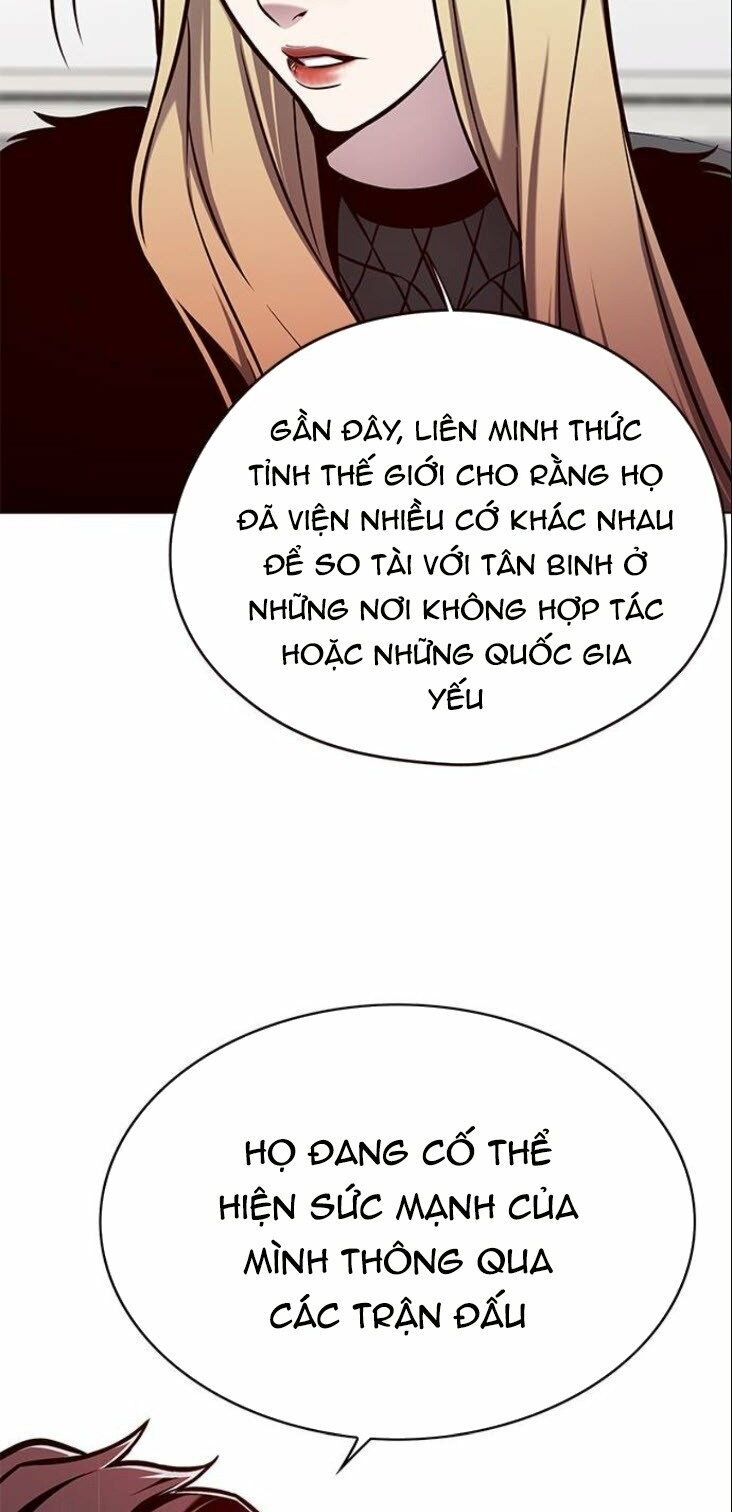 GẦN ĐÂY, LIÊN MINH THỨC
TỈNH THẾ GIỚI CHO RẰNG HỌ
ĐÃ VIỆN NHIỀU CỚ KHÁC NHAU
ĐỂ SO TÀI VỚI TÂN BINH Ở
NHỮNG NƠI KHÔNG HỢP TÁC
HOẶC NHỮNG QUỐC GIA
YẾU
HỌ ĐANG CỐ THỂ
HIỆN SỨC MẠNH CỦA
MÌNH THÔNG QUA
CÁC TRẬN ĐẤU